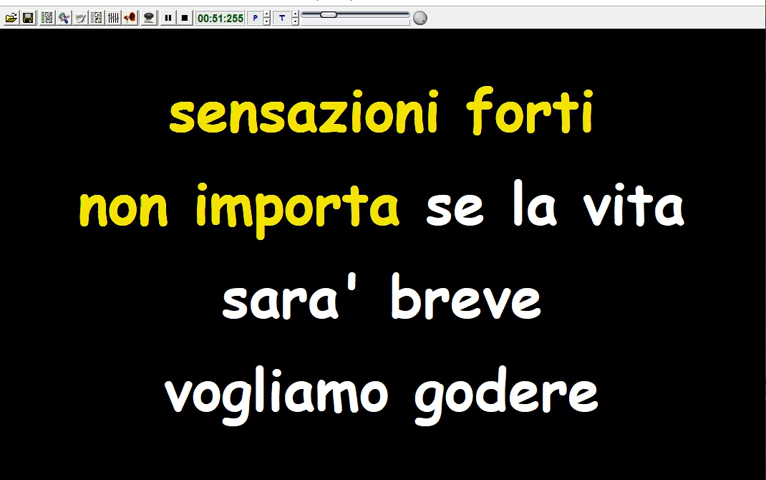 00:51:255 P T
sensazioni forti
non importa se la vita
sara' breve
vogliamo godere